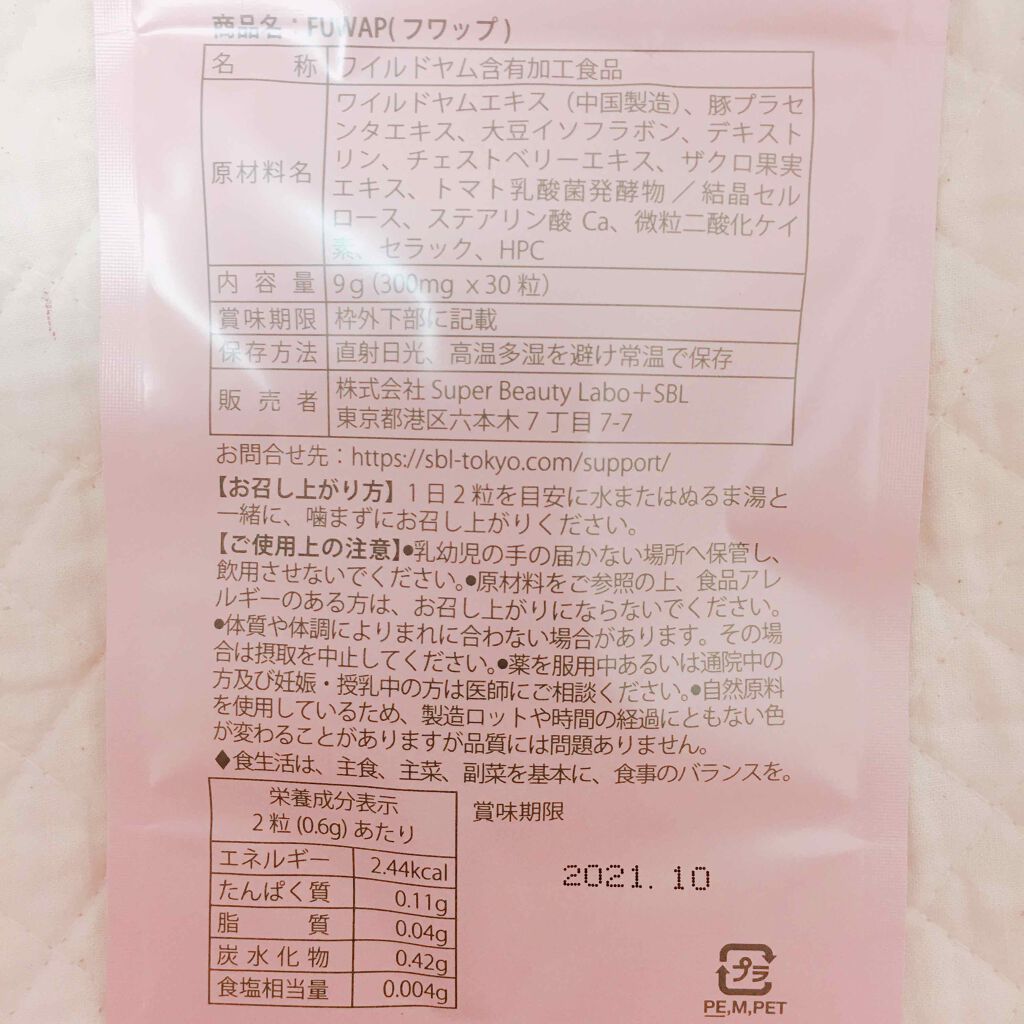 商品名：FUWAP(フワップ)
名称 ワイルドヤム含有加工食品
原材料名 ワイルドヤムエキス（中国製造）、豚プラセ
ンタエキス、大豆イソフラボン、デキスト
リン、チェストベリーエキス、ザクロ果実
エキス、トマト乳酸菌発酵物／結晶セル
ロース、ステアリン酸 Ca、微粒二酸化ケイ
素、セラック、HPC
内容量 9g（300mg ×30粒）
賞味期限 枠外下部に記載
保存方法 直射日光、高温多湿を避け常温で保存
販売者 株式会社 Super Beauty Labo＋SBL
東京都港区六本木7丁目7-7
お問合せ先：https://sbl-tokyo.com/support/
【お召し上がり方】1日2粒を目安に水またはぬるま湯と
一緒に、噛まずにお召し上がりください。
【ご使用上の注意】●乳幼児の手の届かない場所へ保管し、
飲用させないでください。●原材料をご参照の上、食品アレ
ルギーのある方は、お召し上がりにならないでください。
●体質や体調によりまれに合わない場合があります。その場
合は摂取を中止してください。●薬を服用中あるいは通院中の
方及び妊娠・授乳中の方は医師にご相談ください。●自然原料
を使用しているため、製造ロットや時間の経過にともない色
が変わることがありますが品質には問題ありません。
◆食生活は、主食、主菜、副菜を基本に、食事のバランスを。
栄養成分表示
2粒(0.6g)あたり
エネルギー 2.44kcal
たんぱく質 0.11g
脂質 0.04g
炭水化物 0.42g
食塩相当量 0.004g
賞味期限
2021.10
プラ
PE,M,PET